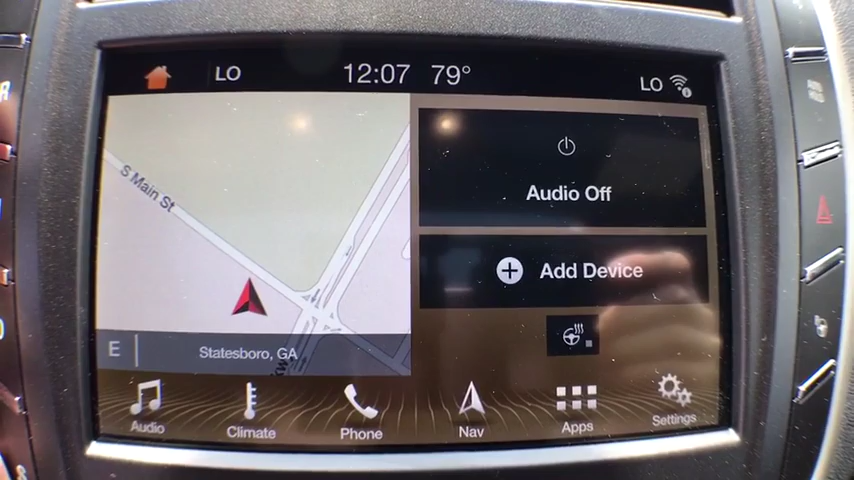 LO
12:07 79°
LO
S Main St
Audio Off
Add Device
E
Statesboro, GA
Audio
Climate
Phone
Nav
Apps
Settings